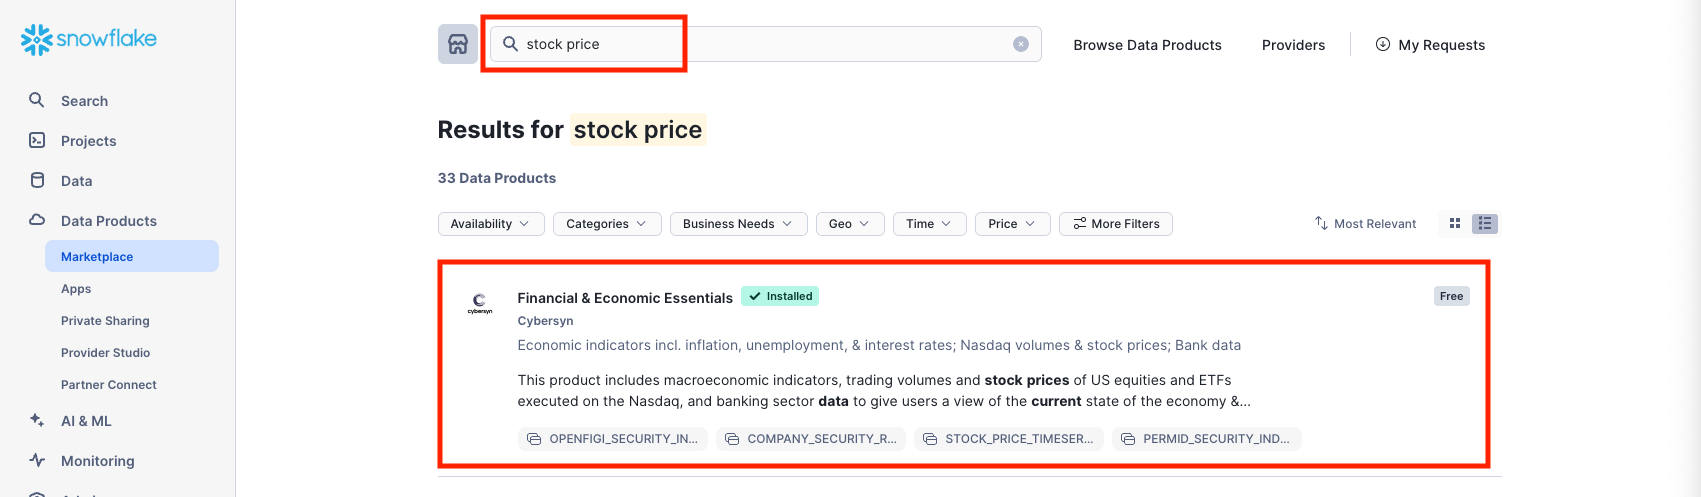 snowflake
Search
Projects
Data
Data Products
Marketplace
Apps
Private Sharing
Provider Studio
Partner Connect
AI & ML
Monitoring
stock price
Browse Data Products
Providers
My Requests
Results for stock price
33 Data Products
Availability
Categories
Business Needs
Geo
Time
Price
More Filters
Most Relevant
cybersyn
Financial & Economic Essentials
Installed
Free
Cybersyn
Economic indicators incl. inflation, unemployment, & interest rates; Nasdaq volumes & stock prices; Bank data
This product includes macroeconomic indicators, trading volumes and stock prices of US equities and ETFs
executed on the Nasdaq, and banking sector data to give users a view of the current state of the economy &...
OPENFIGI_SECURITY_IN...
COMPANY_SECURITY_R...
STOCK_PRICE_TIMESER...
PERMID_SECURITY_IND...